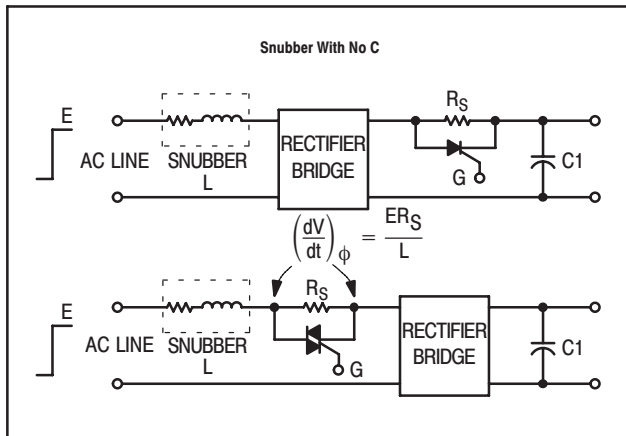 Snubber With No C
E
AC LINE
SNUBBER
L
RECTIFIER
BRIDGE
RS
G
C1
(dV/dt)ϕ = ERS/L
E
AC LINE
SNUBBER
L
RS
G
RECTIFIER
BRIDGE
C1